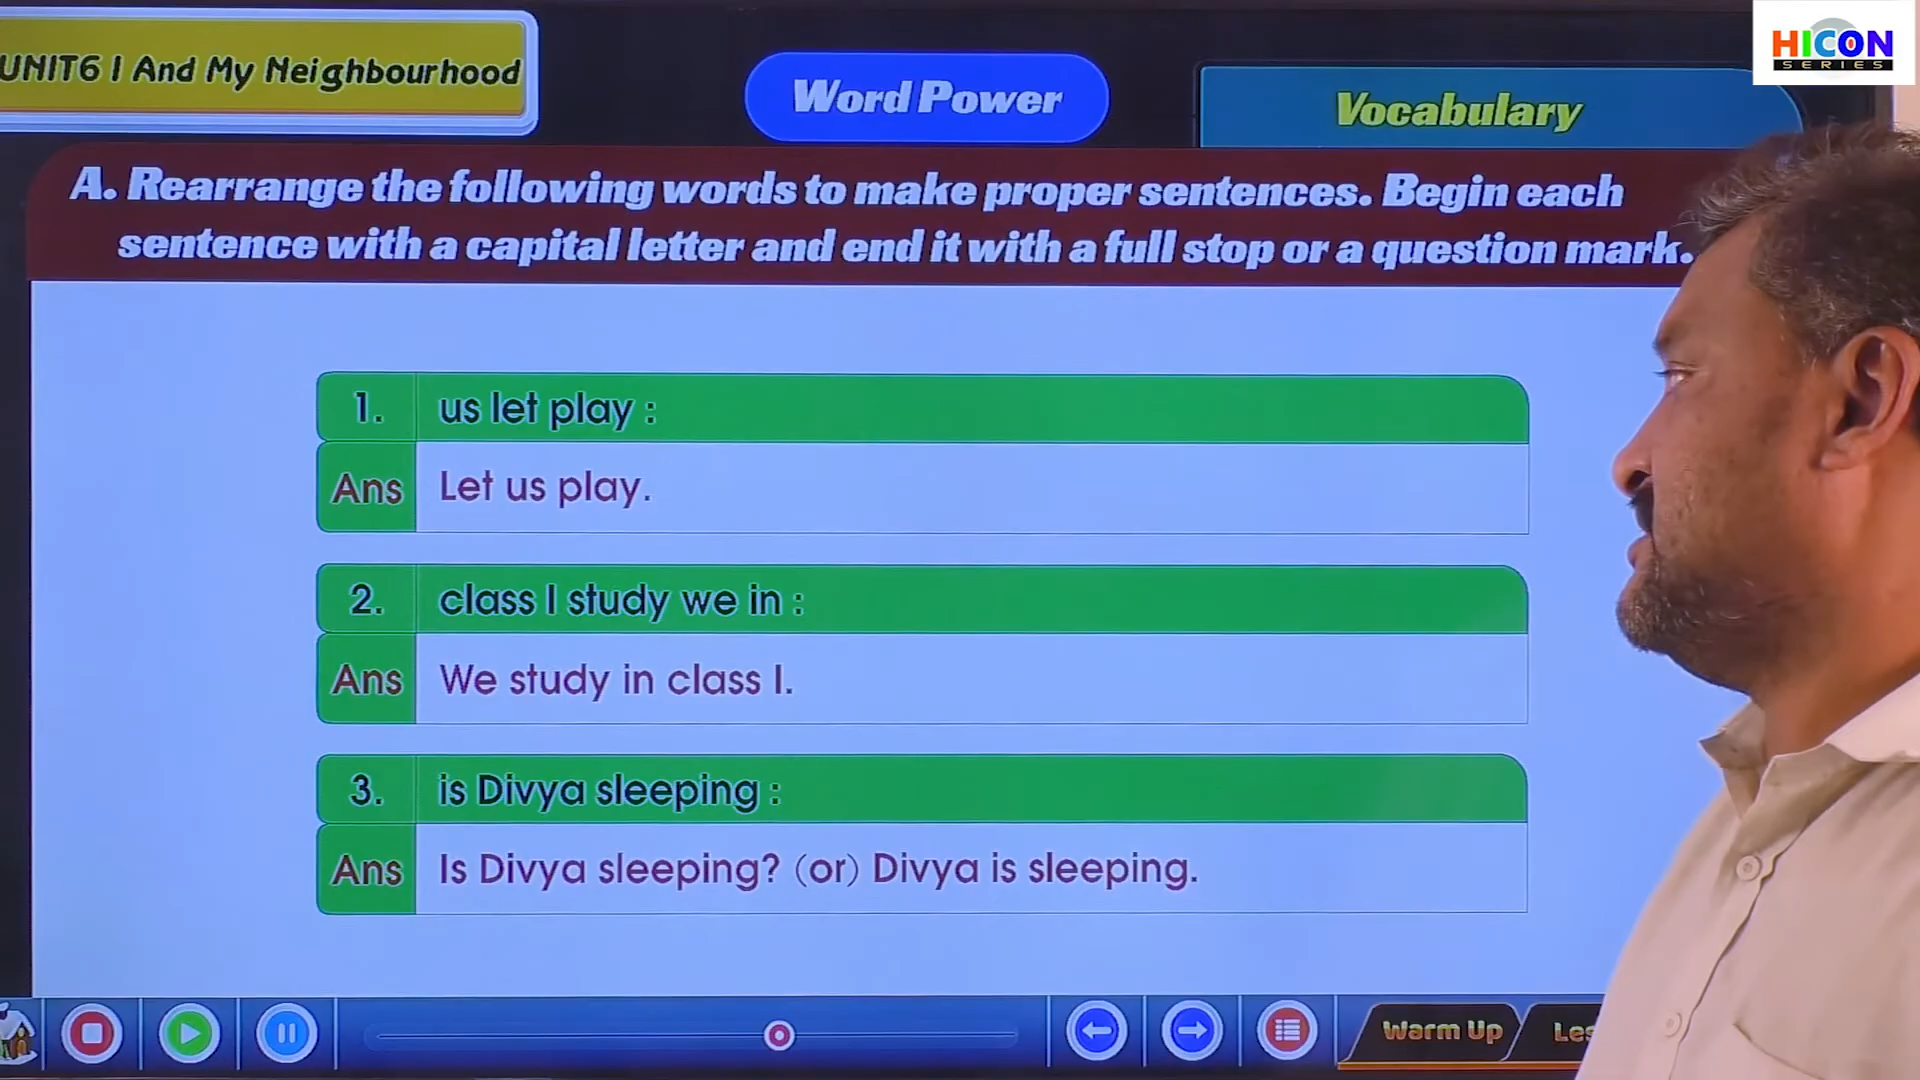 HICON
SERIES
UNIT6 I And My Neighbourhood
Word Power
Vocabulary
A. Rearrange the following words to make proper sentences. Begin each
sentence with a capital letter and end it with a full stop or a question mark.
1. us let play :
Ans Let us play.
2. class I study we in :
Ans We study in class I.
3. is Divya sleeping :
Ans Is Divya sleeping? (or) Divya is sleeping.
Warm Up